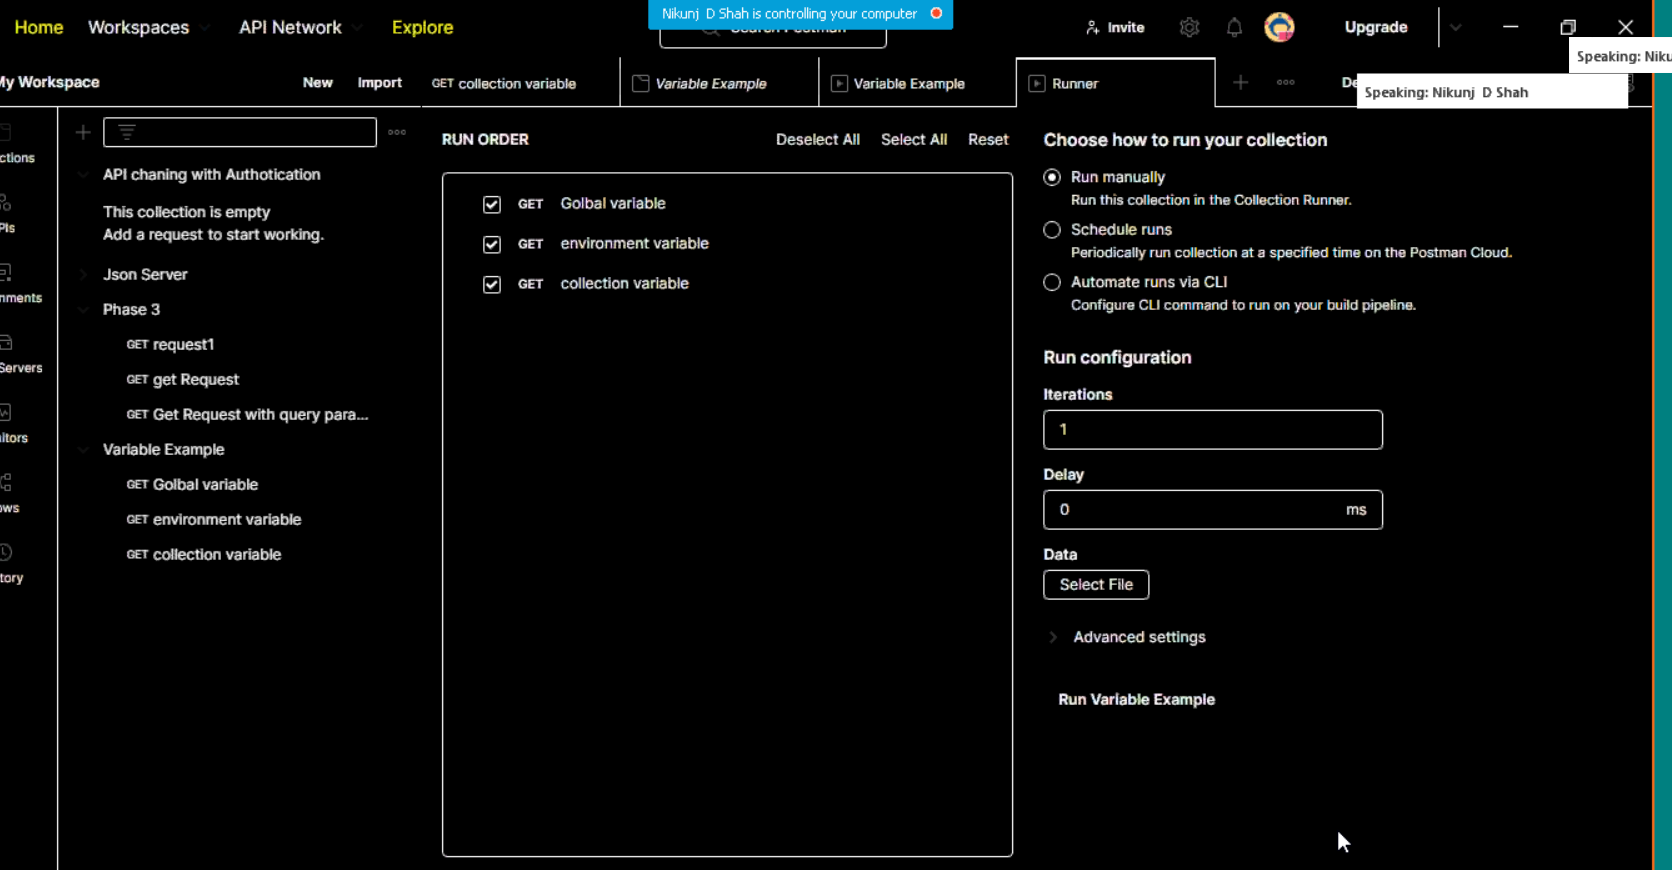 Nikunj D Shah is controlling your computer
Home Workspaces API Network Explore
Search Postman
Invite Upgrade
Speaking: Niku
My Workspace New Import
GET collection variable
Variable Example
Variable Example
Runner
De
Speaking: Nikunj D Shah
ctions
PIs
nments
Servers
itors
ows
tory
API chaning with Authotication
This collection is empty
Add a request to start working.
Json Server
Phase 3
GET request1
GET get Request
GET Get Request with query para...
Variable Example
GET Golbal variable
GET environment variable
GET collection variable
RUN ORDER Deselect All Select All Reset
GET Golbal variable
GET environment variable
GET collection variable
Choose how to run your collection
Run manually
Run this collection in the Collection Runner.
Schedule runs
Periodically run collection at a specified time on the Postman Cloud.
Automate runs via CLI
Configure CLI command to run on your build pipeline.
Run configuration
Iterations
1
Delay
0 ms
Data
Select File
Advanced settings
Run Variable Example